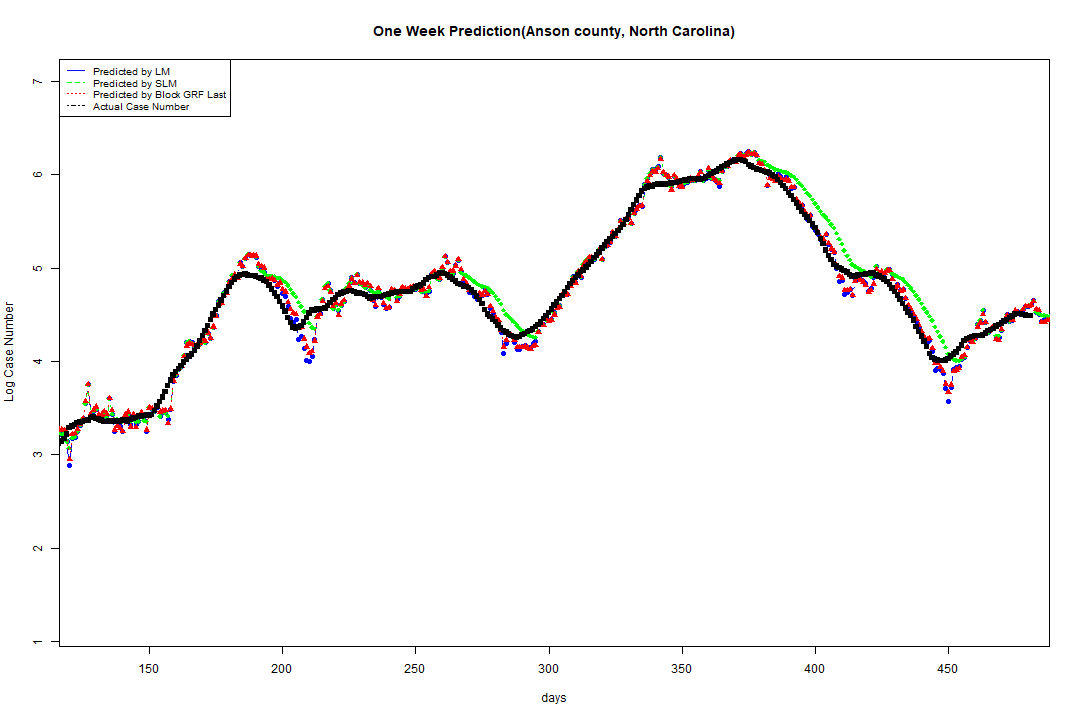 One Week Prediction(Anson county, North Carolina)
Predicted by LM
Predicted by SLM
Predicted by Block GRF Last
Actual Case Number
7
6
5
4
3
2
1
Log Case Number
150 200 250 300 350 400 450
days